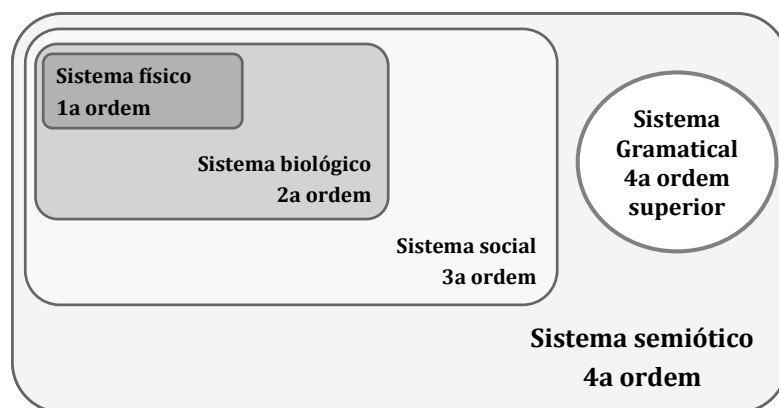 Sistema físico
1a ordem
Sistema biológico
2a ordem
Sistema social
3a ordem
Sistema
Gramatical
4a ordem
superior
Sistema semiótico
4a ordem